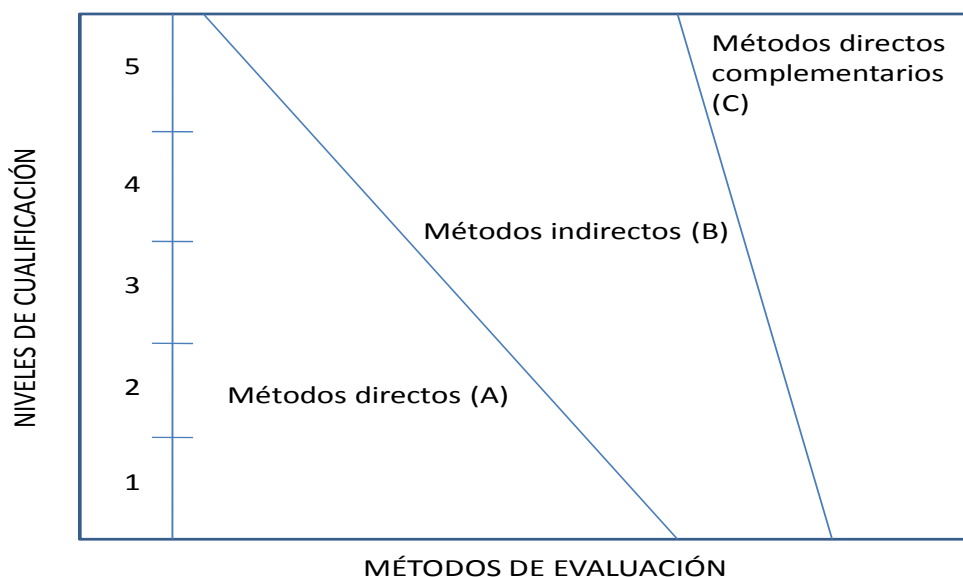 NIVELES DE CUALIFICACIÓN
5
4
3
2
1
Métodos directos
complementarios
(C)
Métodos indirectos (B)
Métodos directos (A)
MÉTODOS DE EVALUACIÓN